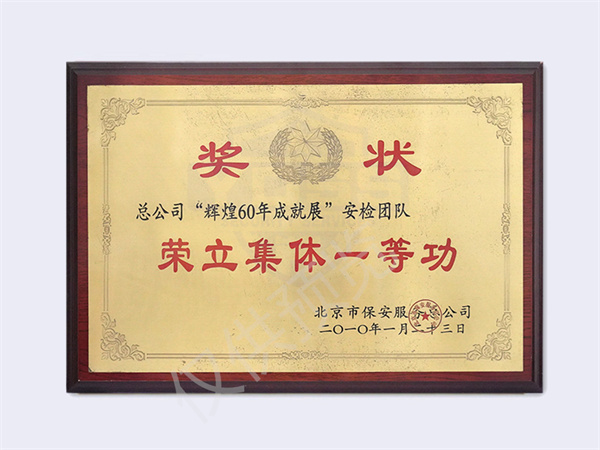 奖 状
总公司“辉煌60年成就展”安检团队
荣立集体一等功
北京市保安服务总公司
二〇一〇年一月二十三日